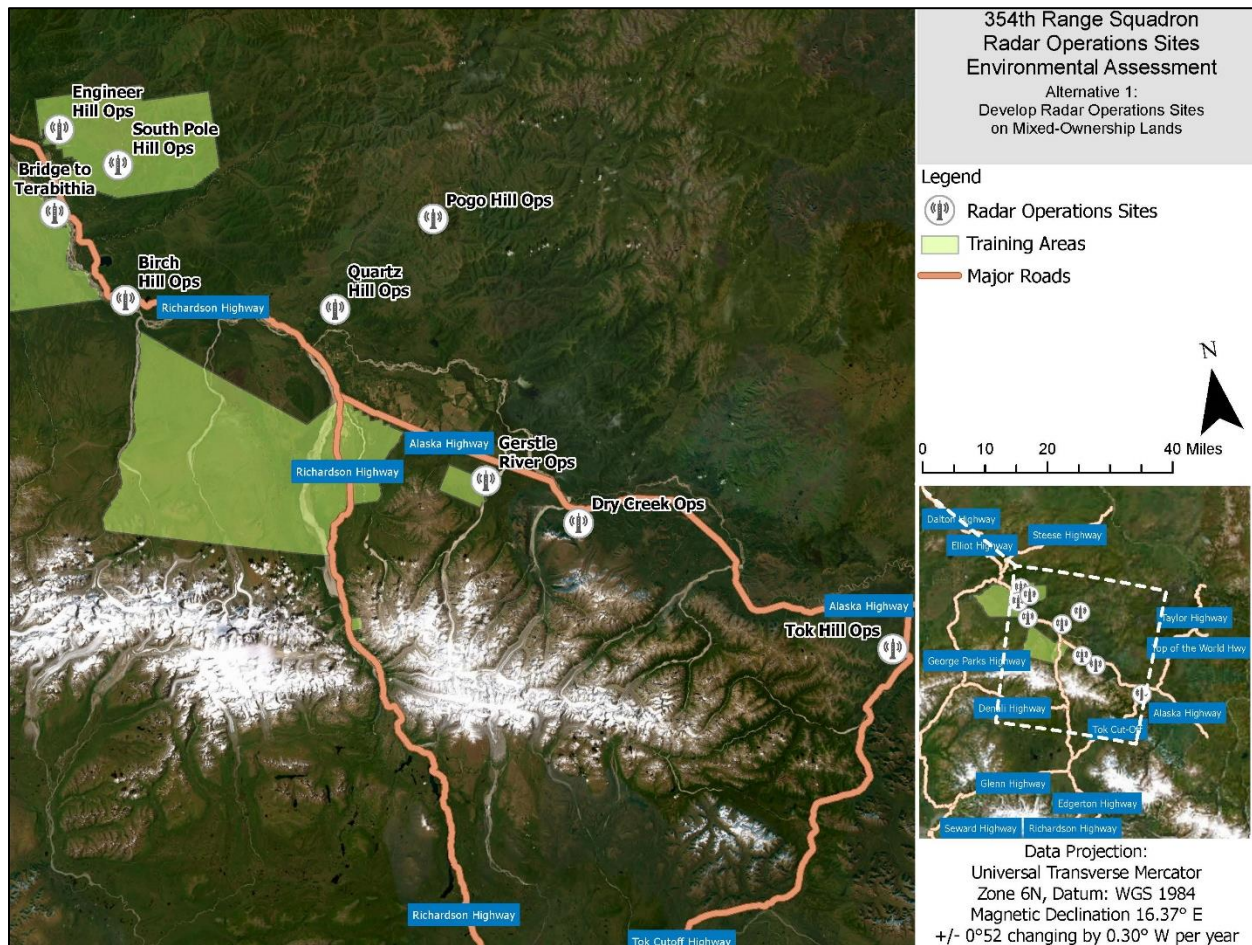 354th Range Squadron
Radar Operations Sites
Environmental Assessment
Alternative 1:
Develop Radar Operations Sites
on Mixed-Ownership Lands
Legend
Radar Operations Sites
Training Areas
Major Roads
N
0 10 20 40 Miles
Engineer
Hill Ops
South Pole
Hill Ops
Bridge to
Terabithia
Birch
Hill Ops
Richardson Highway
Pogo Hill Ops
Quartz
Hill Ops
Alaska Highway
Gerstle
River Ops
Richardson Highway
Dry Creek Ops
Alaska Highway
Tok Hill Ops
Richardson Highway
Tok Cutoff Highway
Dalton Highway
Steese Highway
Elliot Highway
Taylor Highway
Top of the World Hwy
George Parks Highway
Denali Highway
Alaska Highway
Tok Cut-Off
Glenn Highway
Edgerton Highway
Seward Highway
Richardson Highway
Data Projection:
Universal Transverse Mercator
Zone 6N, Datum: WGS 1984
Magnetic Declination 16.37° E
+/- 0°52 changing by 0.30° W per year